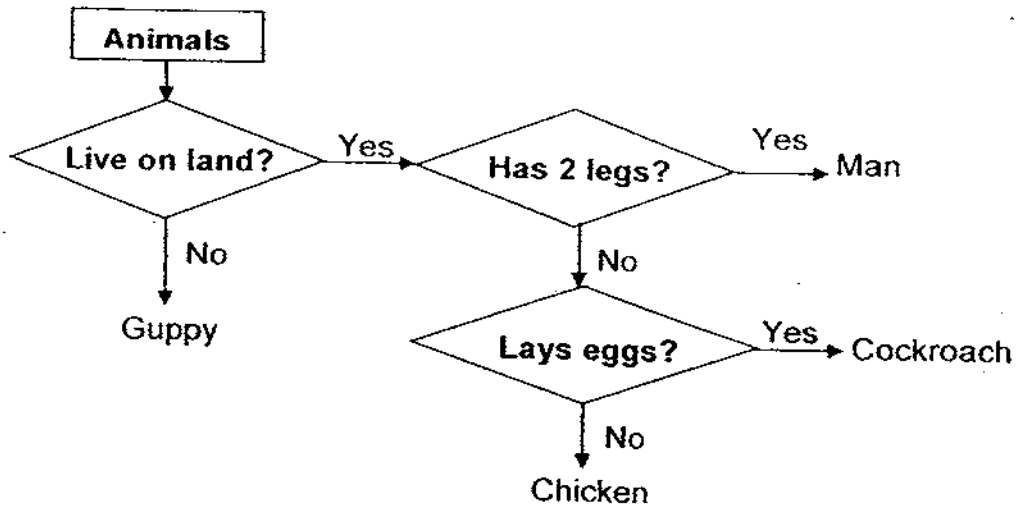 Animals
Live on land?
Yes
Has 2 legs?
Yes
Man
No
Guppy
No
Lays eggs?
Yes
Cockroach
No
Chicken